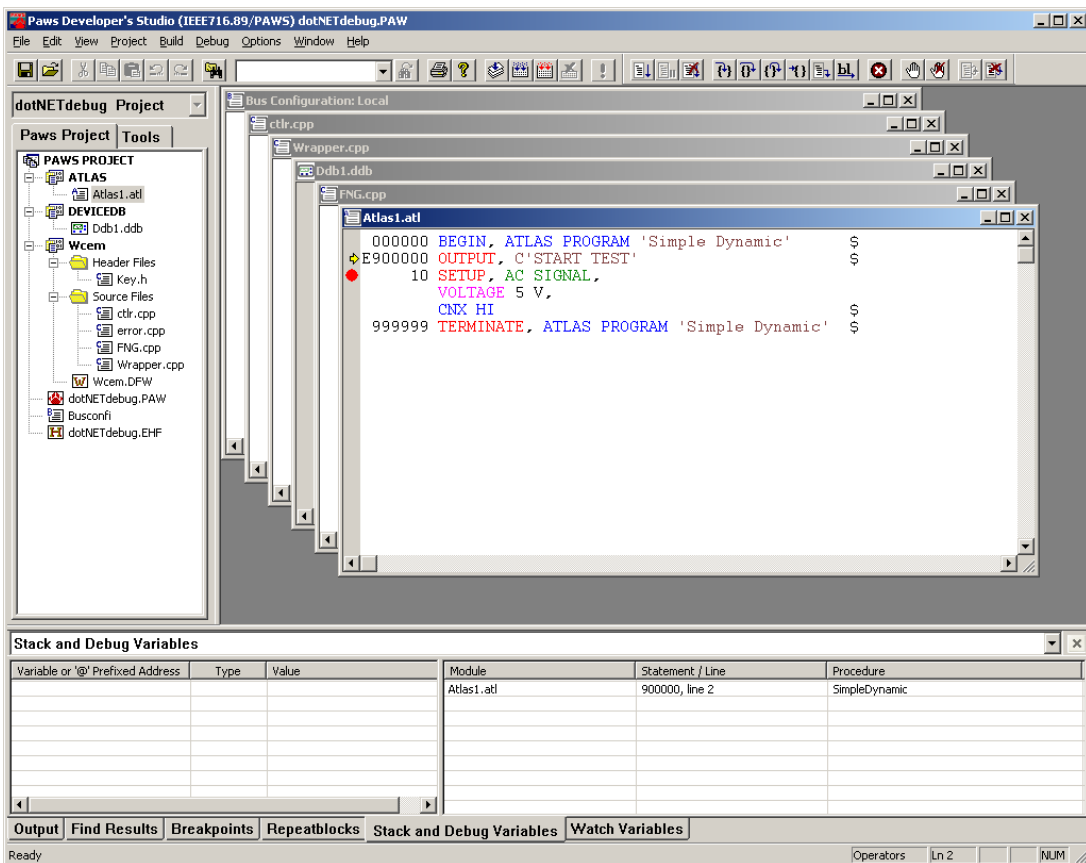 Paws Developer's Studio (IEEE716.89/PAWS) dotNETdebug.PAW
File Edit View Project Build Debug Options Window Help
dotNETdebug Project
Paws Project Tools
PAWS PROJECT
ATLAS
Atlas1.atl
DEVICEDB
Ddb1.ddb
Wcem
Header Files
Key.h
Source Files
ctlr.cpp
error.cpp
FNG.cpp
Wrapper.cpp
Wcem.DFW
dotNETdebug.PAW
Busconfi
dotNETdebug.EHF
Bus Configuration: Local
ctlr.cpp
Wrapper.cpp
Ddb1.ddb
FNG.cpp
Atlas1.atl
000000 BEGIN, ATLAS PROGRAM 'Simple Dynamic' $
E900000 OUTPUT, C'START TEST' $
10 SETUP, AC SIGNAL,
VOLTAGE 5 V,
CNX HI $
999999 TERMINATE, ATLAS PROGRAM 'Simple Dynamic' $
Stack and Debug Variables
Variable or '@' Prefixed Address Type Value
Module Statement / Line Procedure
Atlas1.atl 900000, line 2 SimpleDynamic
Output Find Results Breakpoints Repeatblocks Stack and Debug Variables Watch Variables
Ready Operators Ln 2 NUM